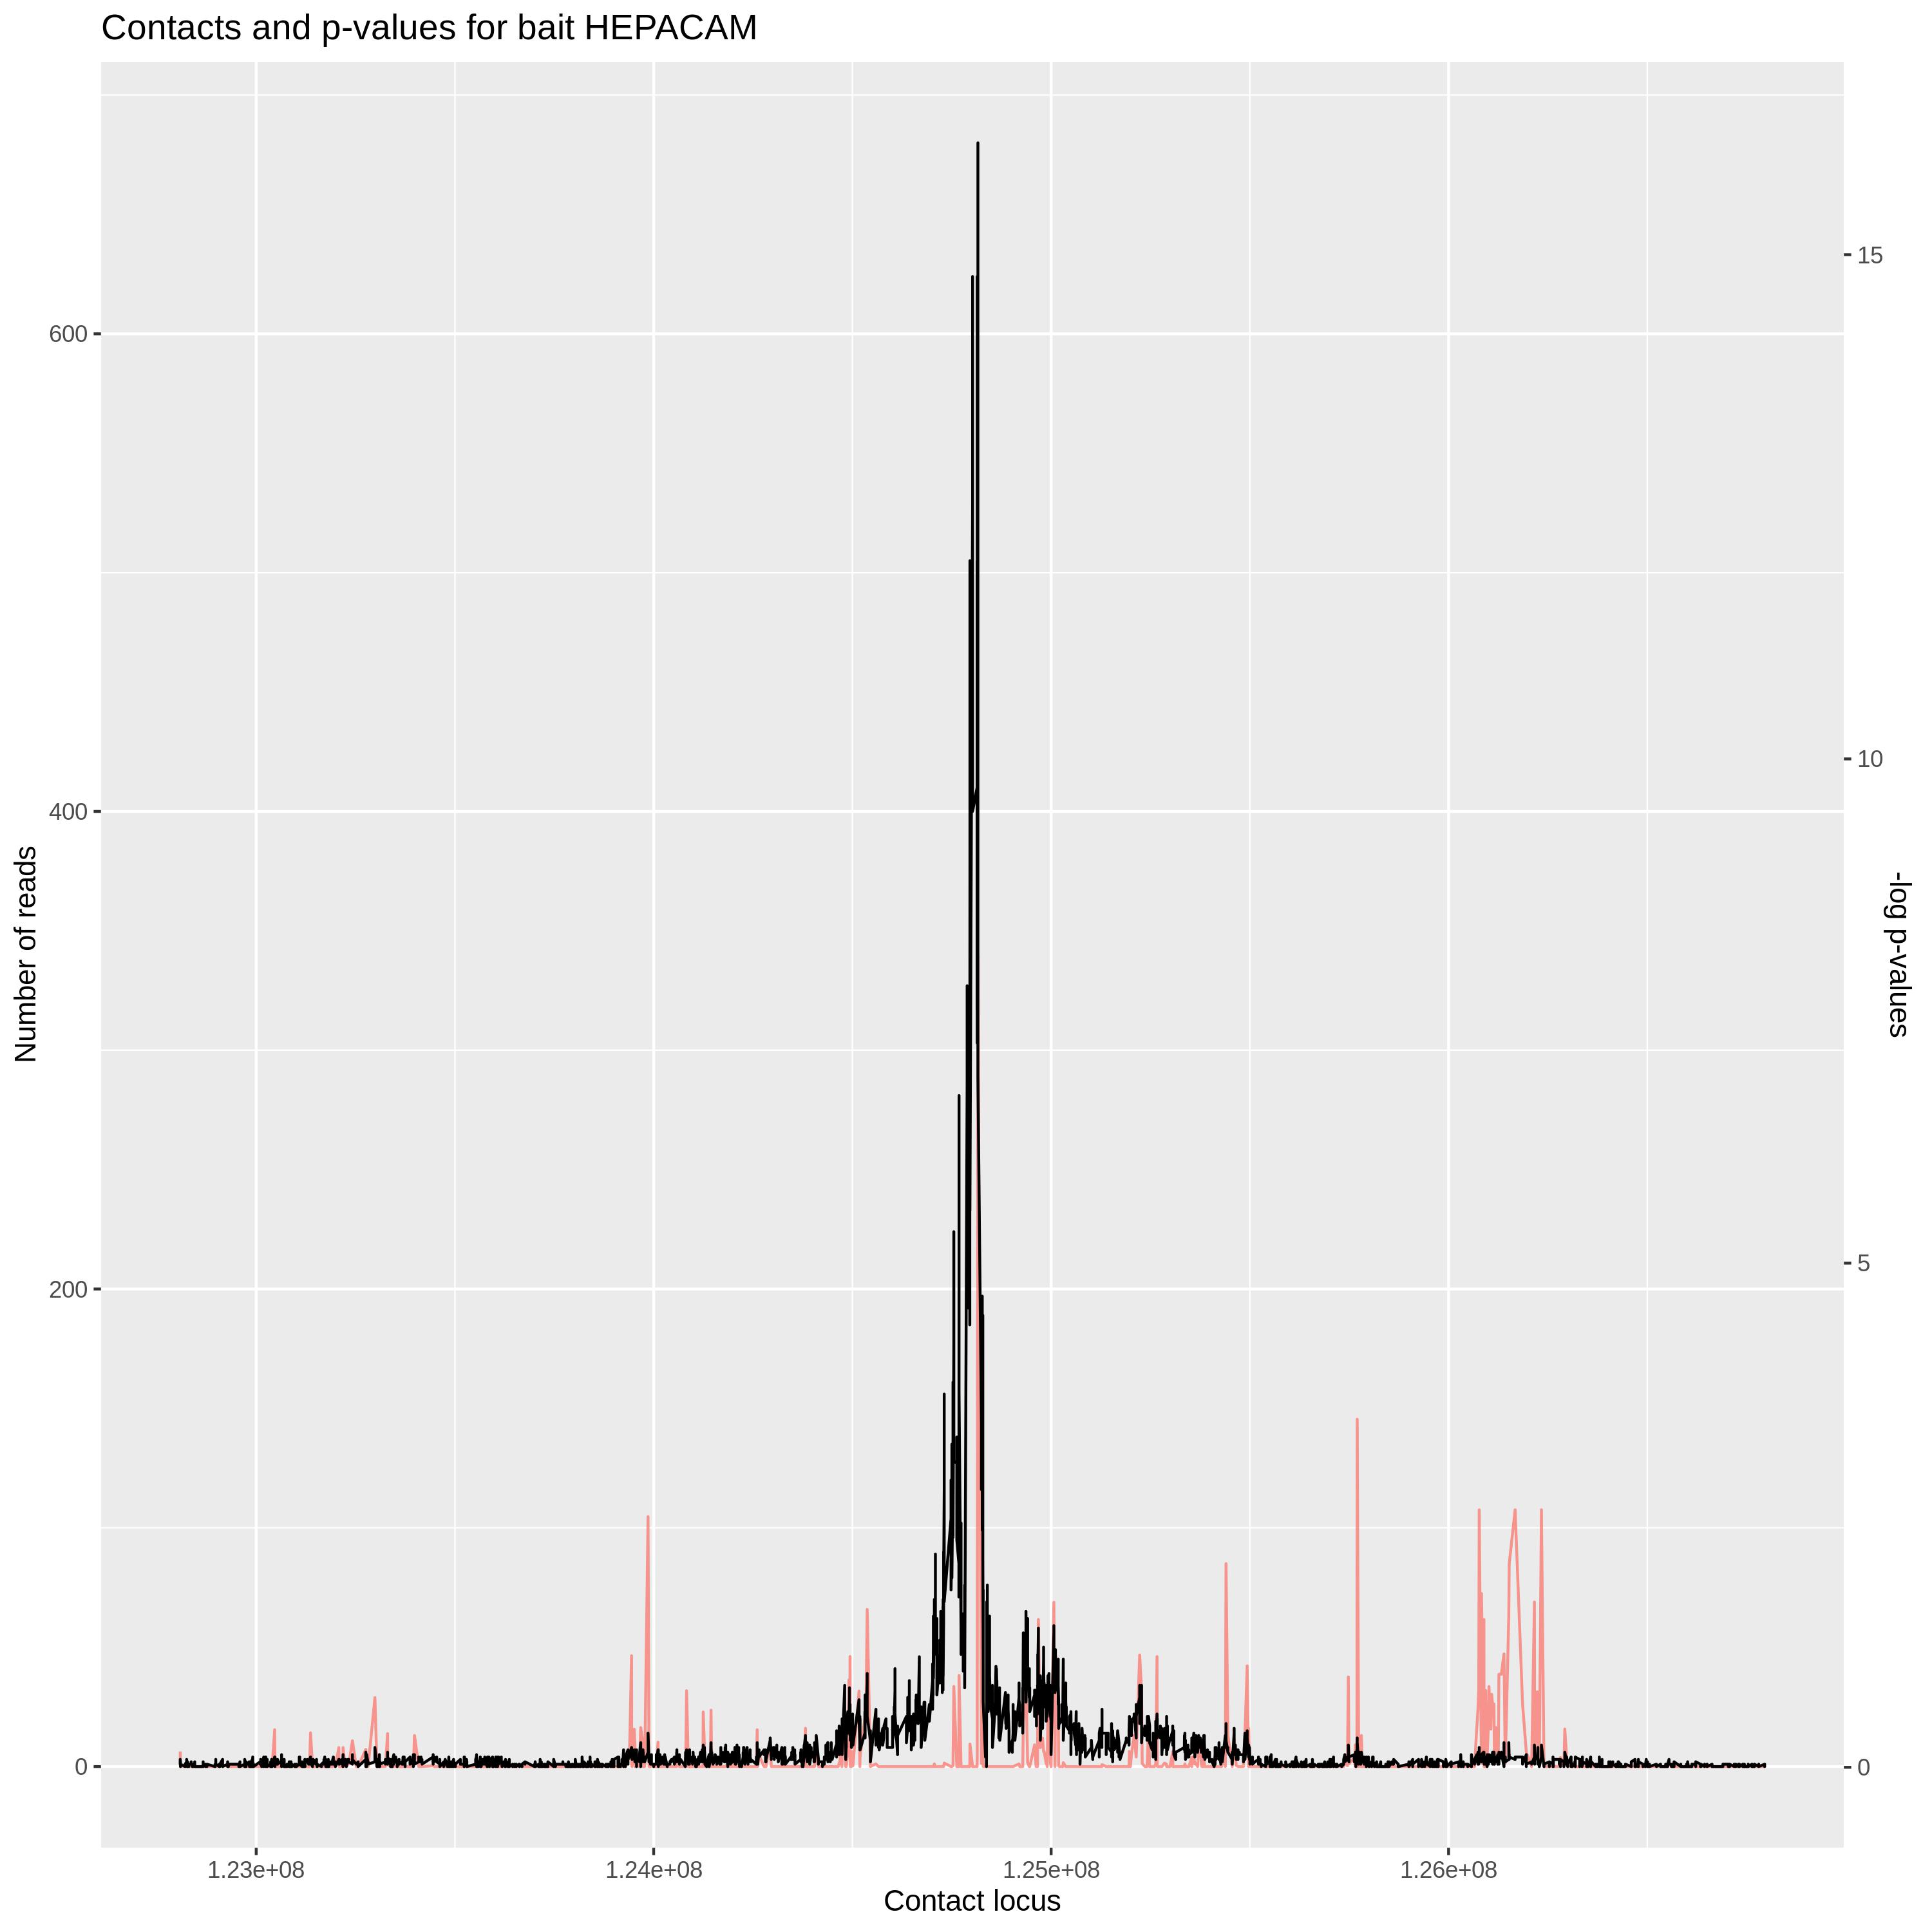 Contacts and p-values for bait HEPACAM
Number of reads
600
400
200
0
15
10
5
0
-log p-values
1.23e+08
1.24e+08
1.25e+08
1.26e+08
Contact locus